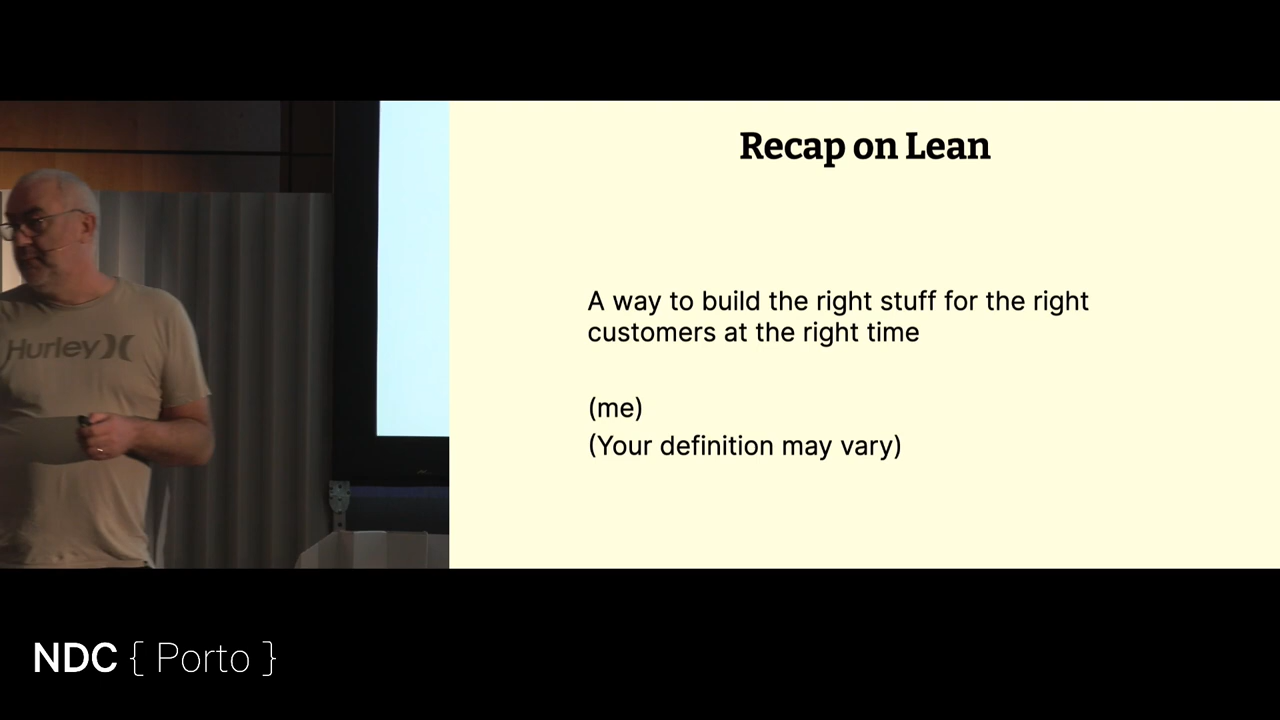 Recap on Lean
A way to build the right stuff for the right
customers at the right time
(me)
(Your definition may vary)
Hurley
NDC { Porto }